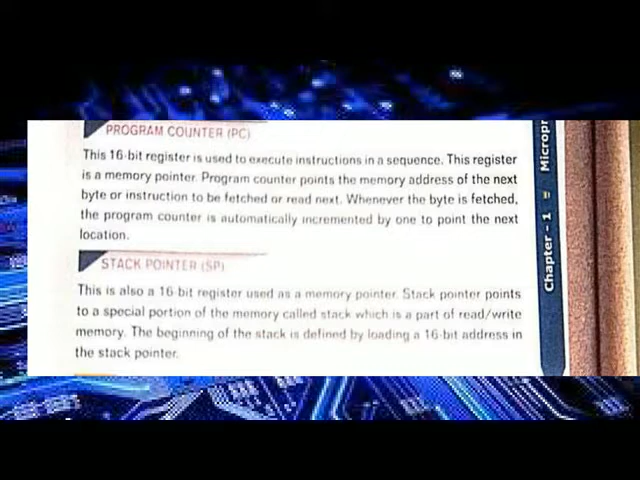 PROGRAM COUNTER (PC)
This 16-bit register is used to execute instructions in a sequence. This register
is a memory pointer. Program counter points the memory address of the next
byte or instruction to be fetched or read next. Whenever the byte is fetched,
the program counter is automatically incremented by one to point the next
location.
STACK POINTER (SP)
This is also a 16-bit register used as a memory pointer. Stack pointer points
to a special portion of the memory called stack which is a part of read/write
memory. The beginning of the stack is defined by loading a 16-bit address in
the stack pointer.
Chapter - 1